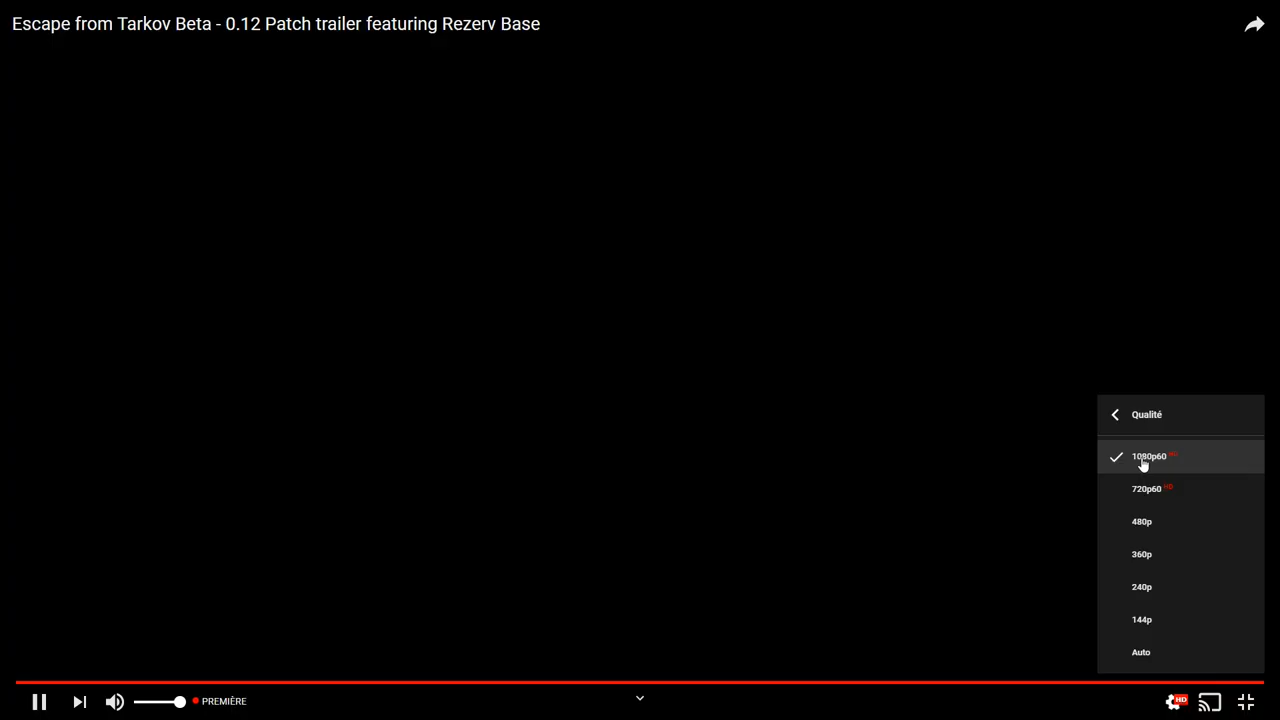 Escape from Tarkov Beta - 0.12 Patch trailer featuring Rezerv Base
Qualité
1080p60 HD
720p60 HD
480p
360p
240p
144p
Auto
PREMIÈRE
HD